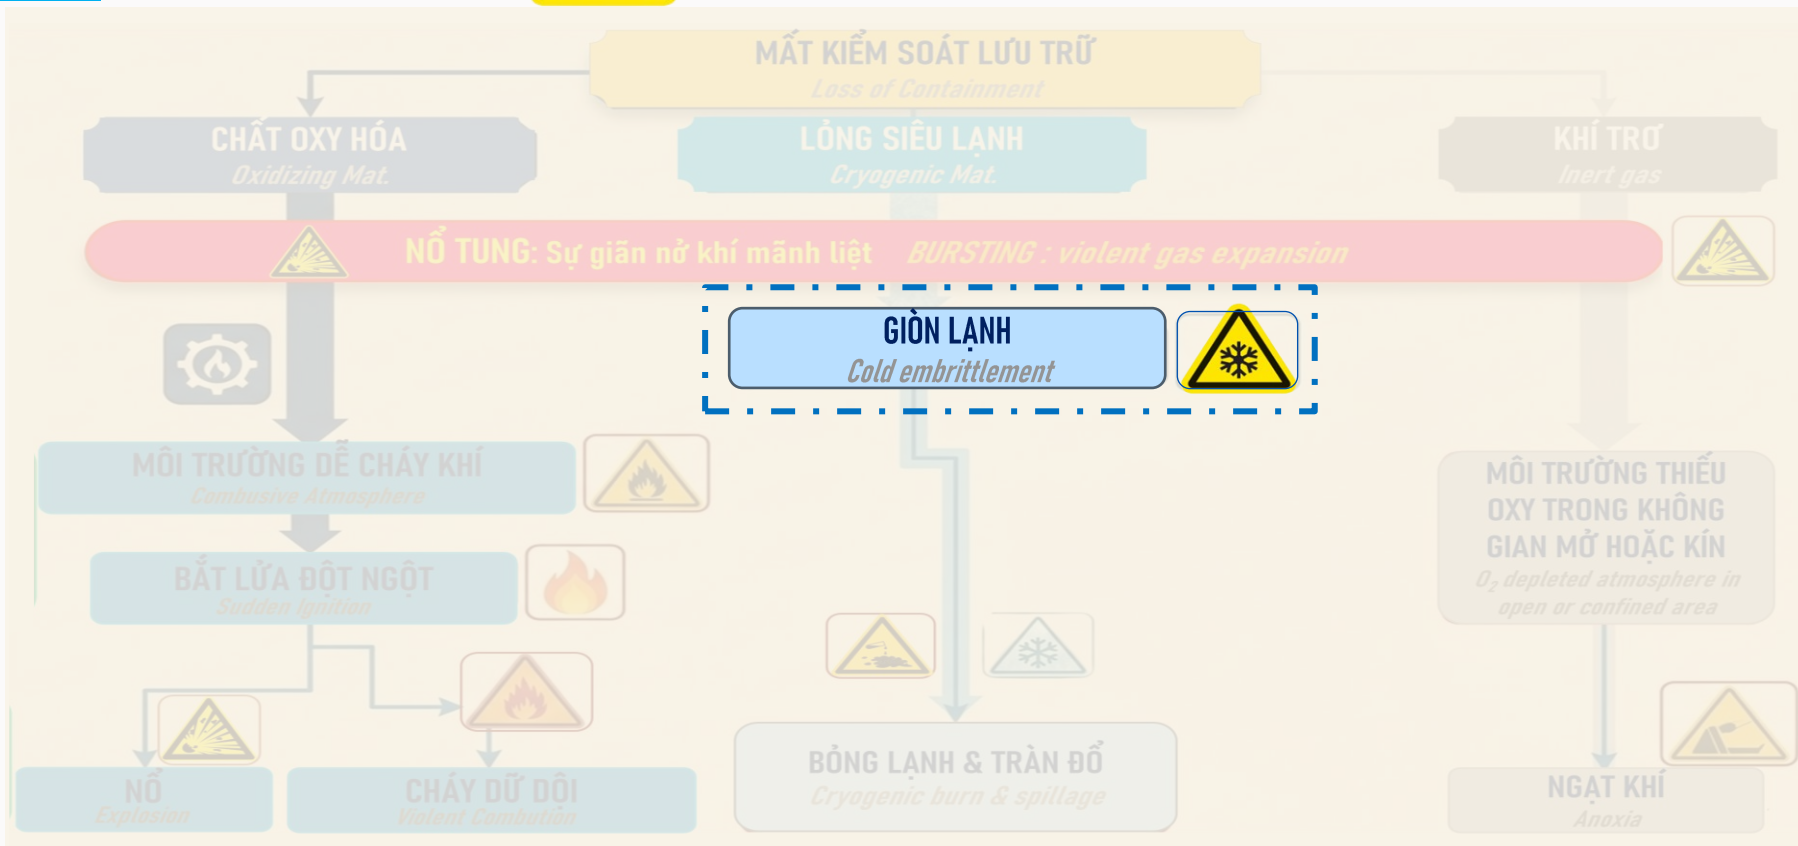 MẤT KIỂM SOÁT LƯU TRỮ
Loss of Containment
CHẤT OXY HÓA
Oxidizing Mat.
LỎNG SIÊU LẠNH
Cryogenic Mat.
KHÍ TRƠ
Inert gas
NỔ TUNG: Sự giãn nở khí mãnh liệt BURSTING : violent gas expansion
GIÒN LẠNH
Cold embrittlement
MÔI TRƯỜNG DỄ CHÁY KHÍ
Combusive Atmosphere
BẮT LỬA ĐỘT NGỘT
Sudden Ignition
MÔI TRƯỜNG THIẾU
OXY TRONG KHÔNG
GIAN MỞ HOẶC KÍN
O₂ depleted atmosphere in
open or confined area
BỎNG LẠNH & TRÀN ĐỔ
Cryogenic burn & spillage
NỔ
Explosion
CHÁY DỮ DỘI
Violent Combution
NGẠT KHÍ
Anoxia